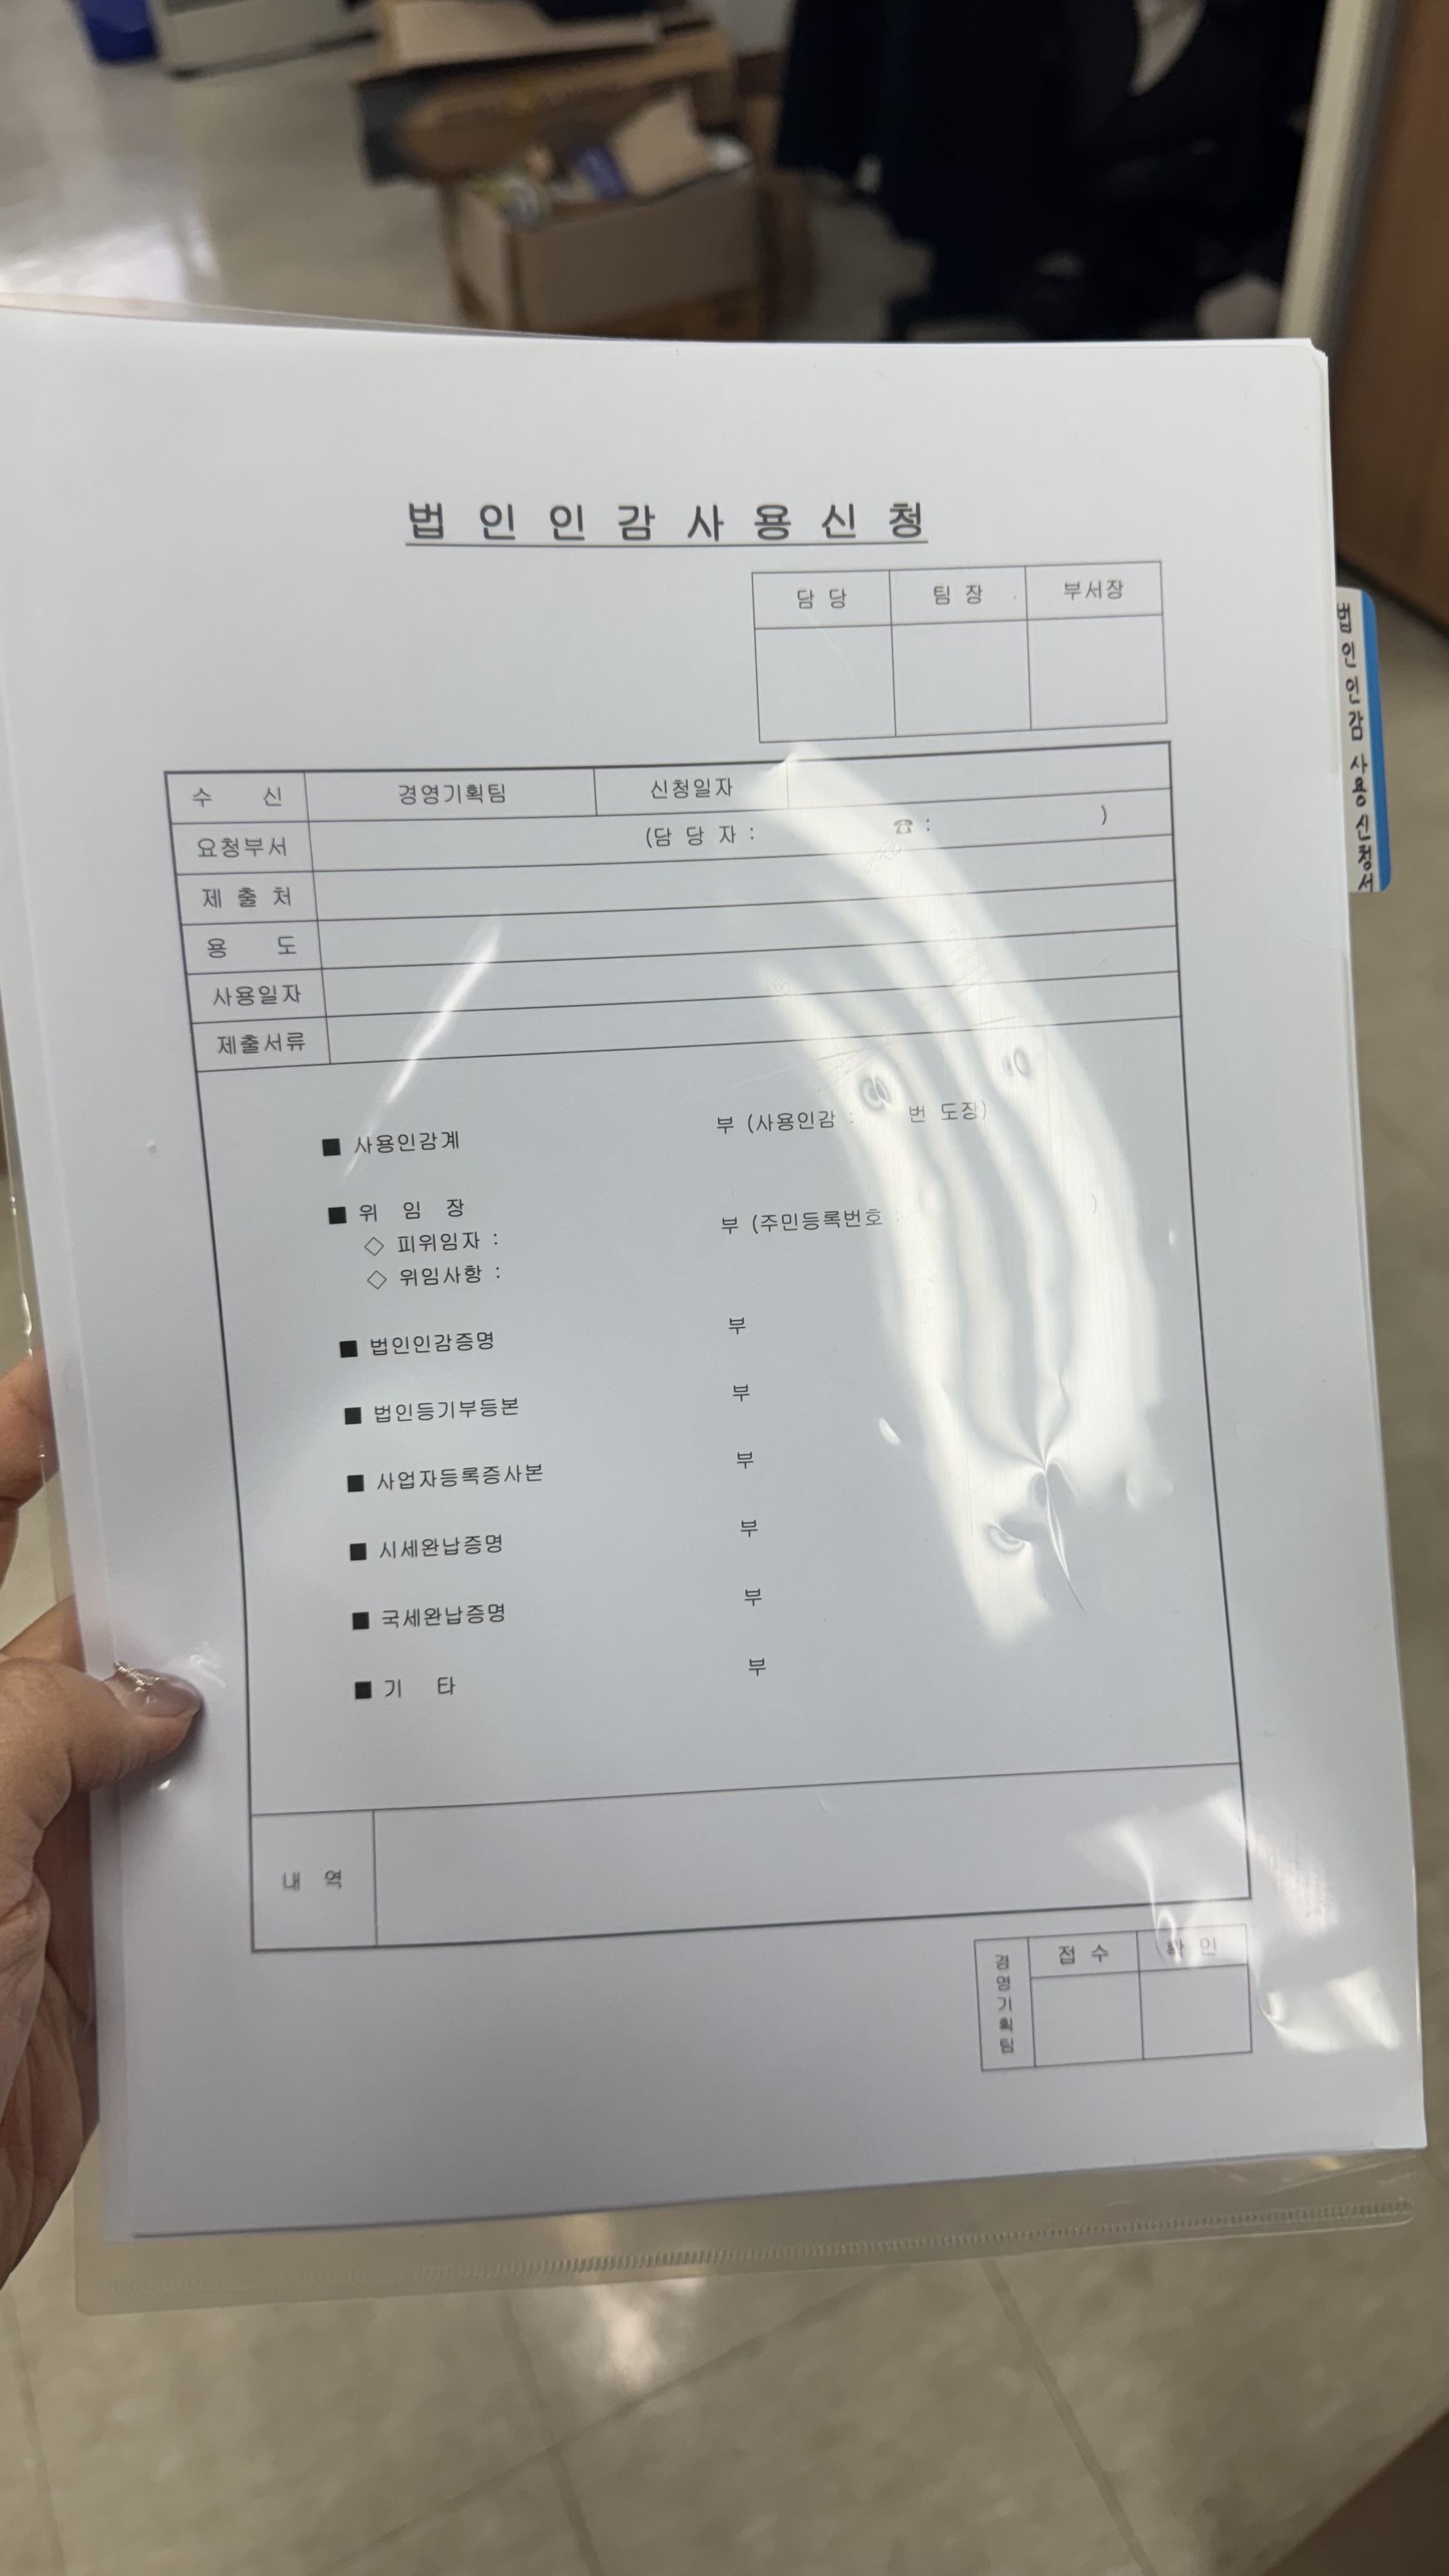 법 인 인 감 사 용 신 청
담 당 팀 장 부서장
수 신 경영기획팀 신청일자
요청부서 (담 당 자 : ☎ : )
제 출 처
용 도
사용일자
제출서류
■ 사용인감계 부 (사용인감 : 번 도장)
■ 위 임 장
◇ 피위임자 : 부 (주민등록번호 : )
◇ 위임사항 :
■ 법인인감증명 부
■ 법인등기부등본 부
■ 사업자등록증사본 부
■ 시세완납증명 부
■ 국세완납증명 부
■ 기 타 부
내 역
경영기획팀 접 수 확 인
법인인감 사용신청서